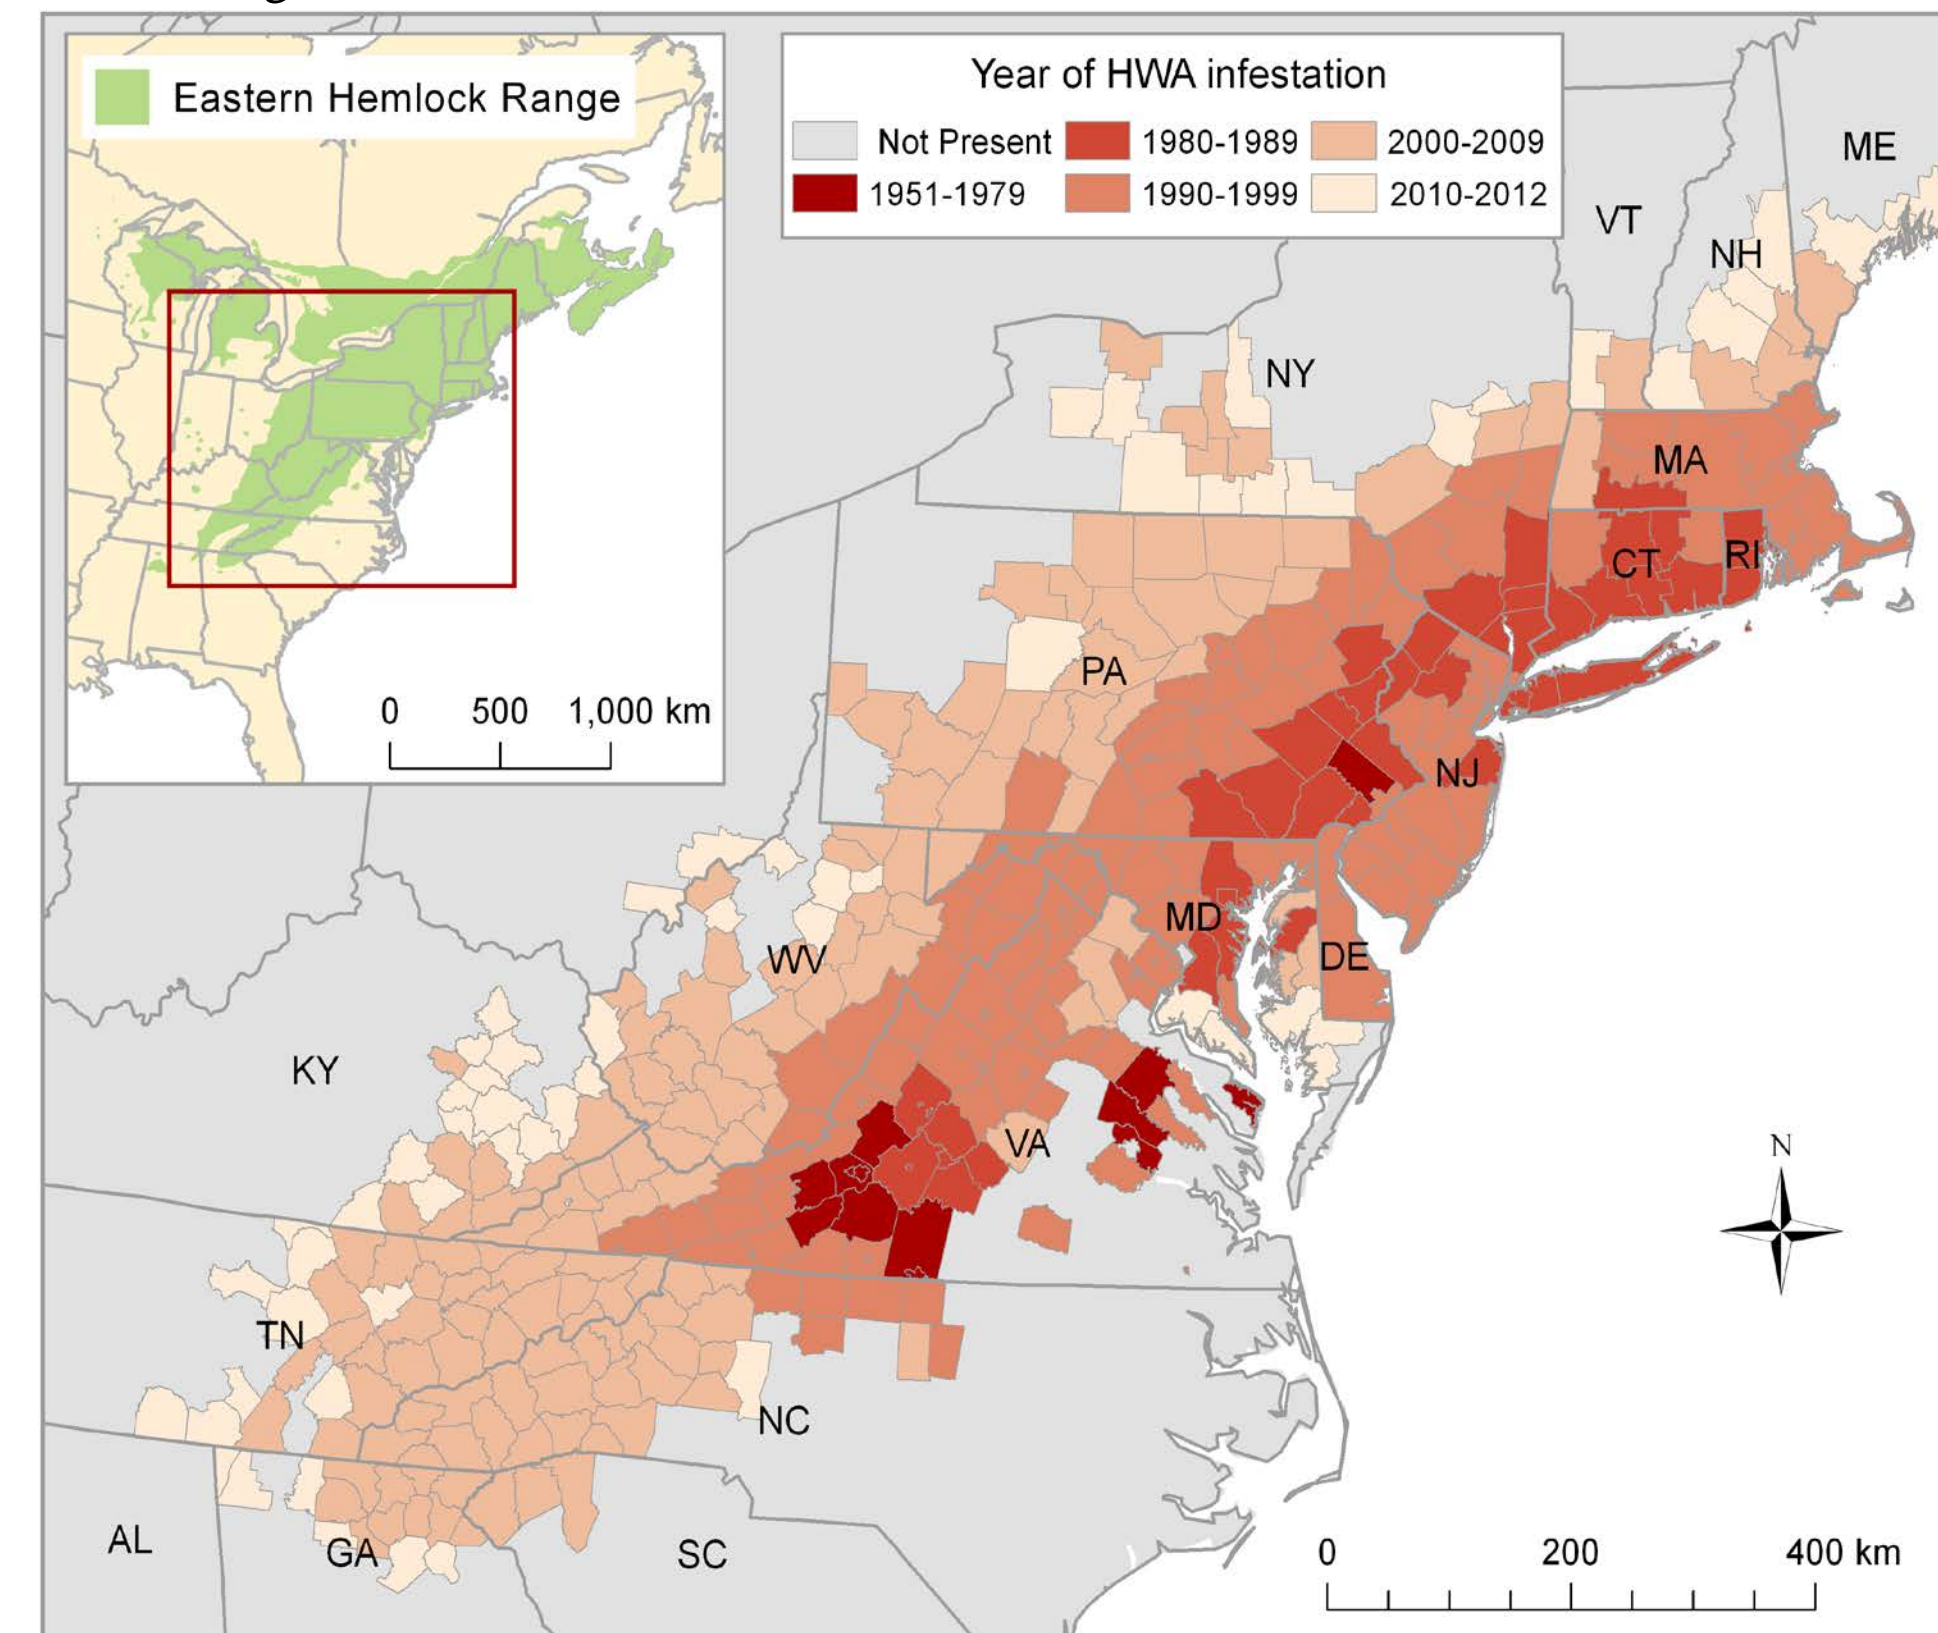 Eastern Hemlock Range
0 500 1,000 km
Year of HWA infestation
Not Present 1980-1989 2000-2009
1951-1979 1990-1999 2010-2012
ME
VT
NH
NY
MA
CT RI
PA
NJ
MD
DE
WV
KY
VA
N
TN
NC
AL
GA
SC
0 200 400 km